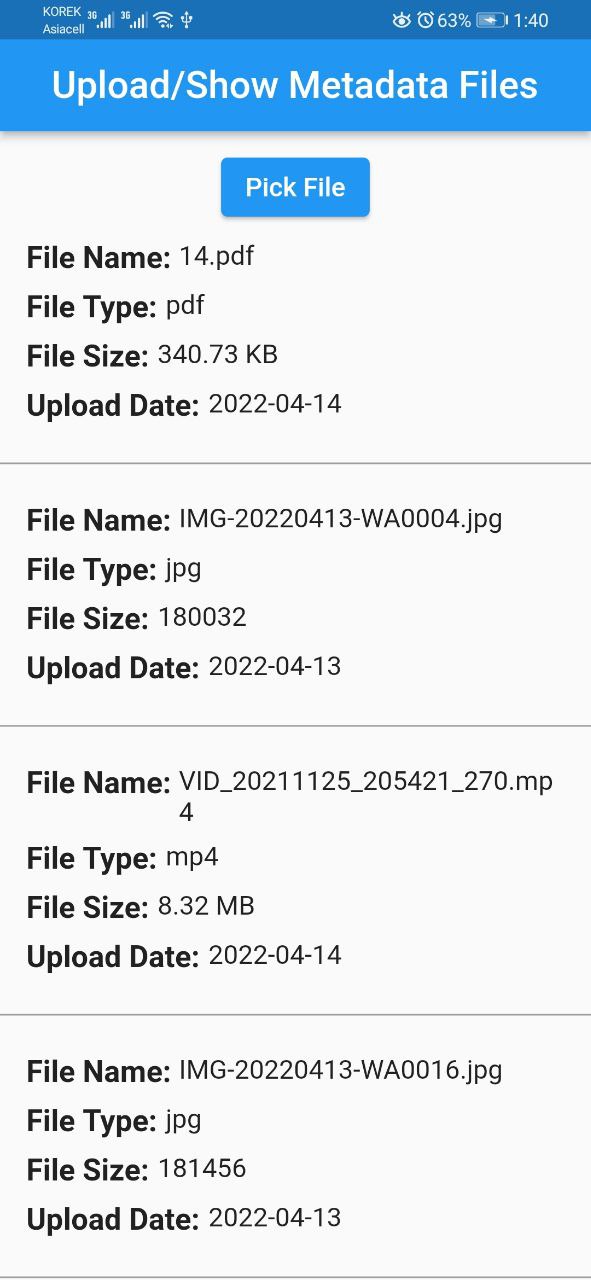 KOREK 3G 3G 63% 1:40
Asiacell
Upload/Show Metadata Files
Pick File
File Name: 14.pdf
File Type: pdf
File Size: 340.73 KB
Upload Date: 2022-04-14
File Name: IMG-20220413-WA0004.jpg
File Type: jpg
File Size: 180032
Upload Date: 2022-04-13
File Name: VID_20211125_205421_270.mp
4
File Type: mp4
File Size: 8.32 MB
Upload Date: 2022-04-14
File Name: IMG-20220413-WA0016.jpg
File Type: jpg
File Size: 181456
Upload Date: 2022-04-13